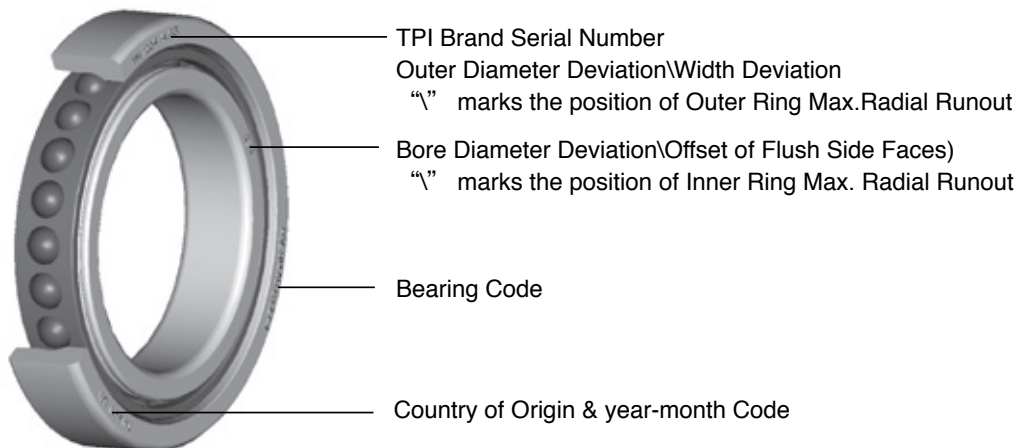 TPI Brand Serial Number
Outer Diameter Deviation\Width Deviation
“\” marks the position of Outer Ring Max.Radial Runout
Bore Diameter Deviation\Offset of Flush Side Faces)
“\” marks the position of Inner Ring Max. Radial Runout
Bearing Code
Country of Origin & year-month Code